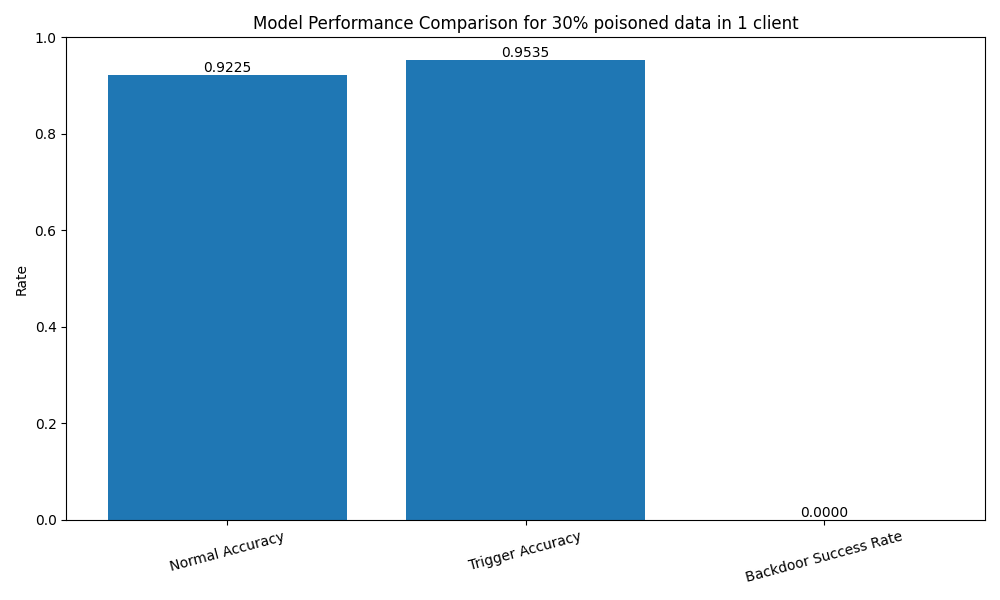 Model Performance Comparison for 30% poisoned data in 1 client
1.0
0.8
0.6
0.4
0.2
0.0
Rate
0.9225
0.9535
0.0000
Normal Accuracy
Trigger Accuracy
Backdoor Success Rate